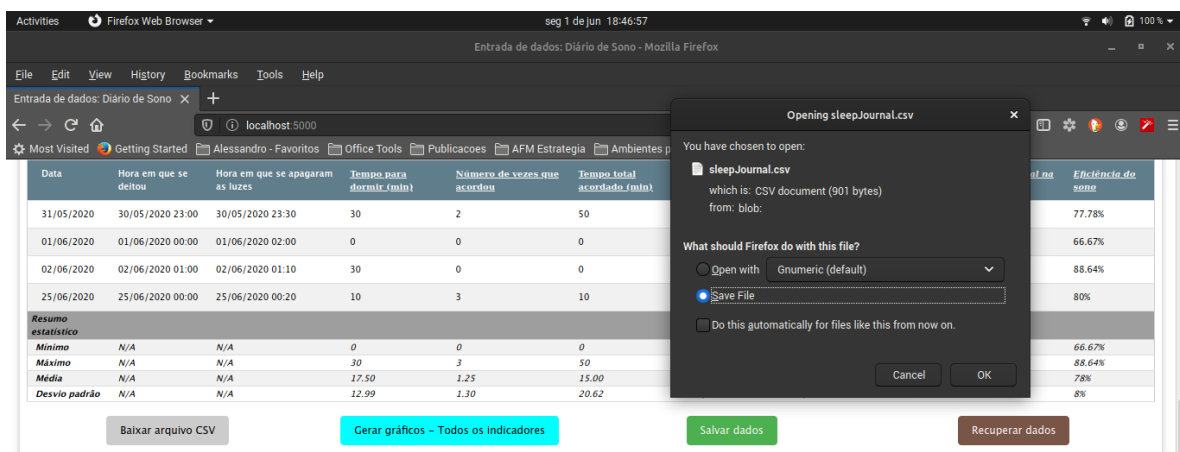 Activities Firefox Web Browser seg 1 de jun 18:46:57 100 %
Entrada de dados: Diário de Sono - Mozilla Firefox
File Edit View History Bookmarks Tools Help
Entrada de dados: Diário de Sono
localhost:5000
Most Visited Getting Started Alessandro - Favoritos Office Tools Publicacoes AFM Estrategia Ambientes p
Data Hora em que se deitou Hora em que se apagaram as luzes Tempo para dormir (min) Número de vezes que acordou Tempo total acordado (min) al na Eficiência do sono
31/05/2020 30/05/2020 23:00 30/05/2020 23:30 30 2 50 77.78%
01/06/2020 01/06/2020 00:00 01/06/2020 02:00 0 0 0 66.67%
02/06/2020 02/06/2020 01:00 02/06/2020 01:10 30 0 0 88.64%
25/06/2020 25/06/2020 00:00 25/06/2020 00:20 10 3 10 80%
Resumo estatístico
Mínimo N/A N/A 0 0 0 66.67%
Máximo N/A N/A 30 3 50 88.64%
Média N/A N/A 17.50 1.25 15.00 78%
Desvio padrão N/A N/A 12.99 1.30 20.62 8%
Baixar arquivo CSV Gerar gráficos – Todos os indicadores Salvar dados Recuperar dados
Opening sleepJournal.csv
You have chosen to open:
sleepJournal.csv
which is: CSV document (901 bytes)
from: blob:
What should Firefox do with this file?
Open with Gnumeric (default)
Save File
Do this automatically for files like this from now on.
Cancel OK